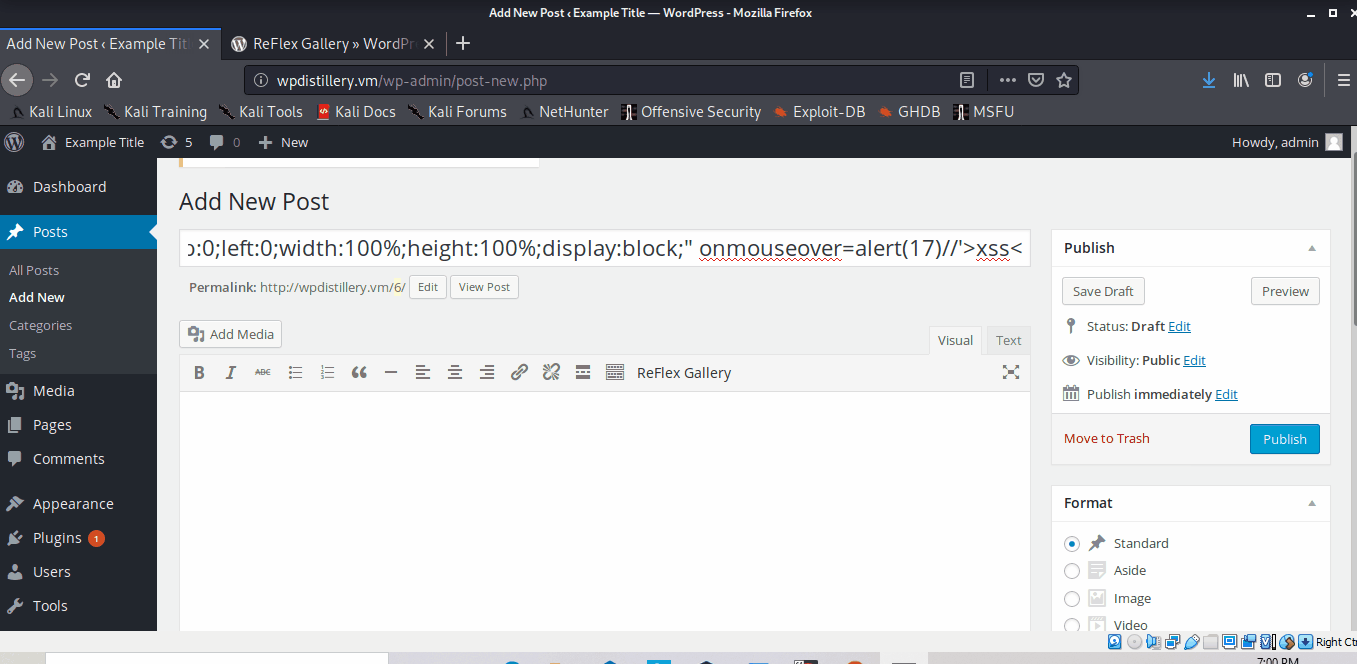 Add New Post ‹ Example Title — WordPress - Mozilla Firefox
Add New Post ‹ Example Titl
ReFlex Gallery » WordPr
wpdistillery.vm/wp-admin/post-new.php
Kali Linux Kali Training Kali Tools Kali Docs Kali Forums NetHunter Offensive Security Exploit-DB GHDB MSFU
Example Title 5 0 + New Howdy, admin
Dashboard
Posts
All Posts
Add New
Categories
Tags
Media
Pages
Comments
Appearance
Plugins 1
Users
Tools
Add New Post
:0;left:0;width:100%;height:100%;display:block;" onmouseover=alert(17)//'>xss<
Permalink: http://wpdistillery.vm/6/ Edit View Post
Add Media
Visual Text
B I ABC ReFlex Gallery
Publish
Save Draft Preview
Status: Draft Edit
Visibility: Public Edit
Publish immediately Edit
Move to Trash Publish
Format
Standard
Aside
Image
Video
Right Ct
7:00 PM